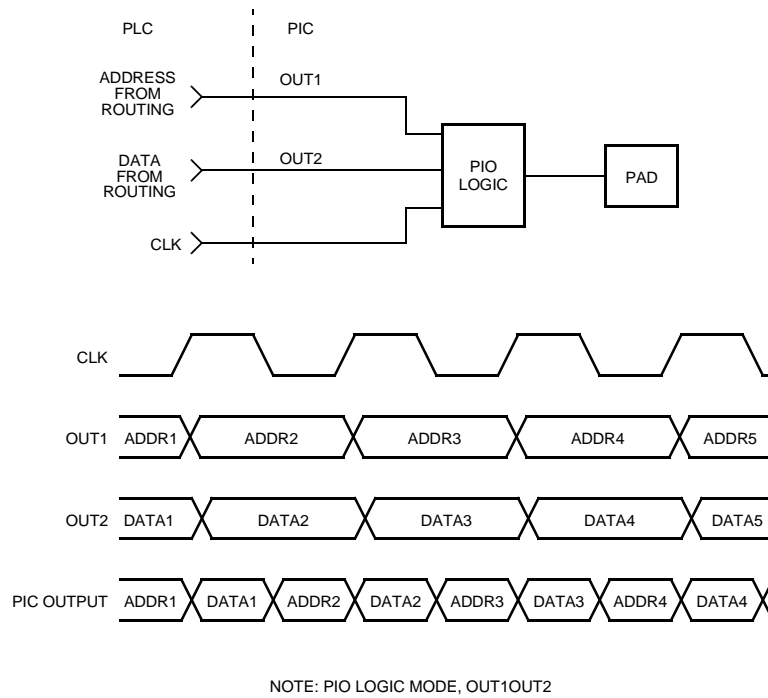 PLC
PIC
ADDRESS
FROM
ROUTING
OUT1
DATA
FROM
ROUTING
OUT2
CLK
PIO
LOGIC
PAD
CLK
OUT1 ADDR1 ADDR2 ADDR3 ADDR4 ADDR5
OUT2 DATA1 DATA2 DATA3 DATA4 DATA5
PIC OUTPUT ADDR1 DATA1 ADDR2 DATA2 ADDR3 DATA3 ADDR4 DATA4
NOTE: PIO LOGIC MODE, OUT1OUT2